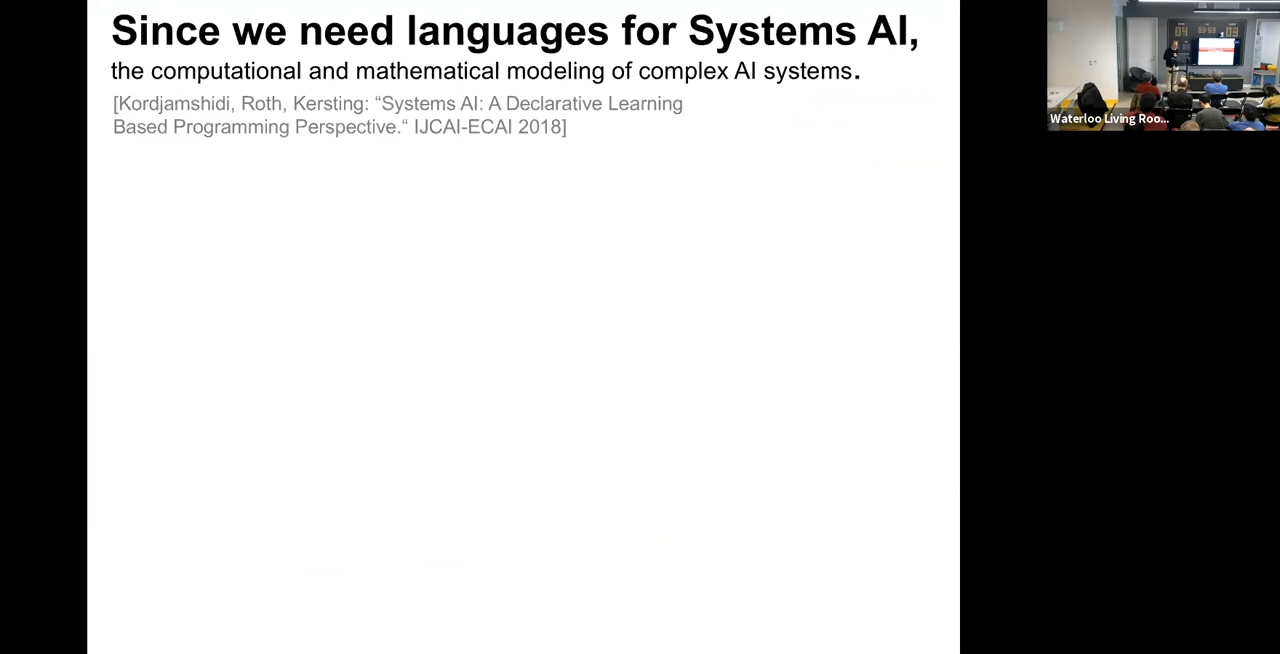 Since we need languages for Systems AI,
the computational and mathematical modeling of complex AI systems.
[Kordjamshidi, Roth, Kersting: “Systems AI: A Declarative Learning
Based Programming Perspective.“ IJCAI-ECAI 2018]
Waterloo Living Roo...